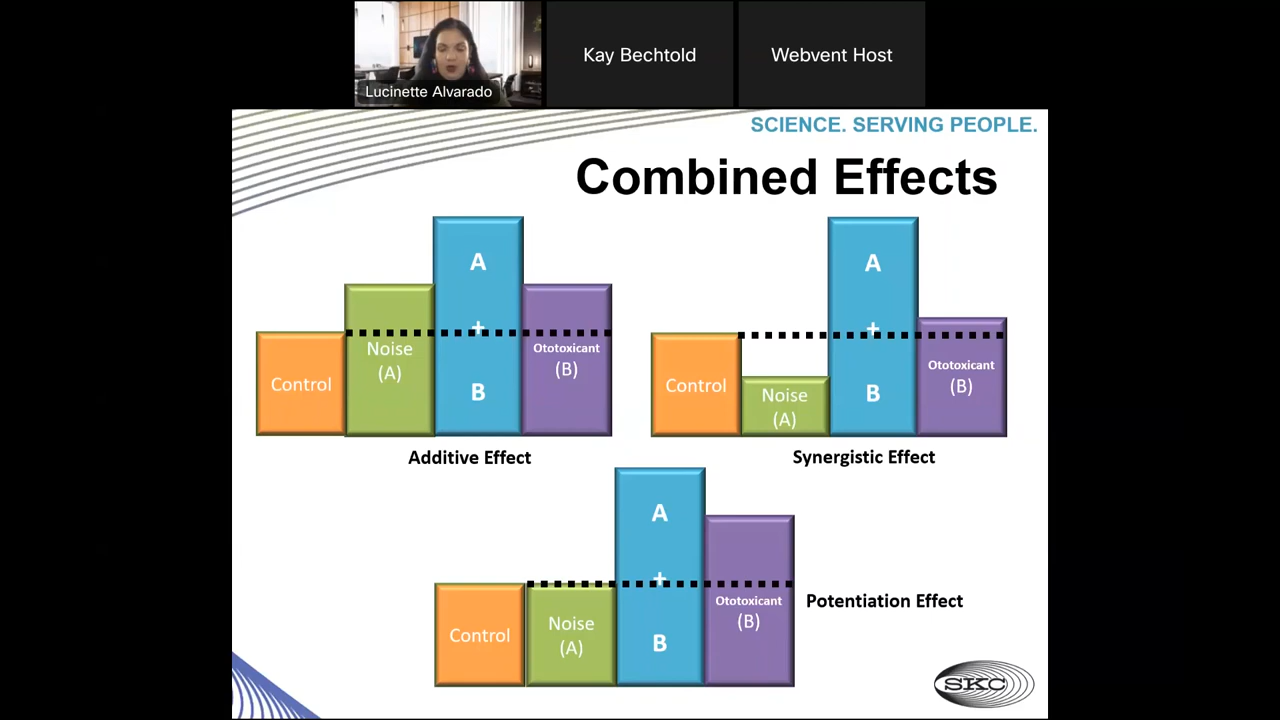 Lucinette Alvarado
Kay Bechtold
Webvent Host
SCIENCE. SERVING PEOPLE.
Combined Effects
Control
Noise
(A)
A
+
B
Ototoxicant
(B)
Additive Effect
Control
Noise
(A)
A
+
B
Ototoxicant
(B)
Synergistic Effect
Control
Noise
(A)
A
+
B
Ototoxicant
(B)
Potentiation Effect
SKC